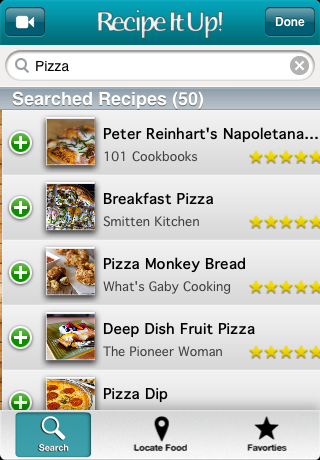 Recipe It Up!
Done
Pizza
Searched Recipes (50)
Peter Reinhart's Napoletana...
101 Cookbooks
Breakfast Pizza
Smitten Kitchen
Pizza Monkey Bread
What's Gaby Cooking
Deep Dish Fruit Pizza
The Pioneer Woman
Pizza Dip
Search
Locate Food
Favorties